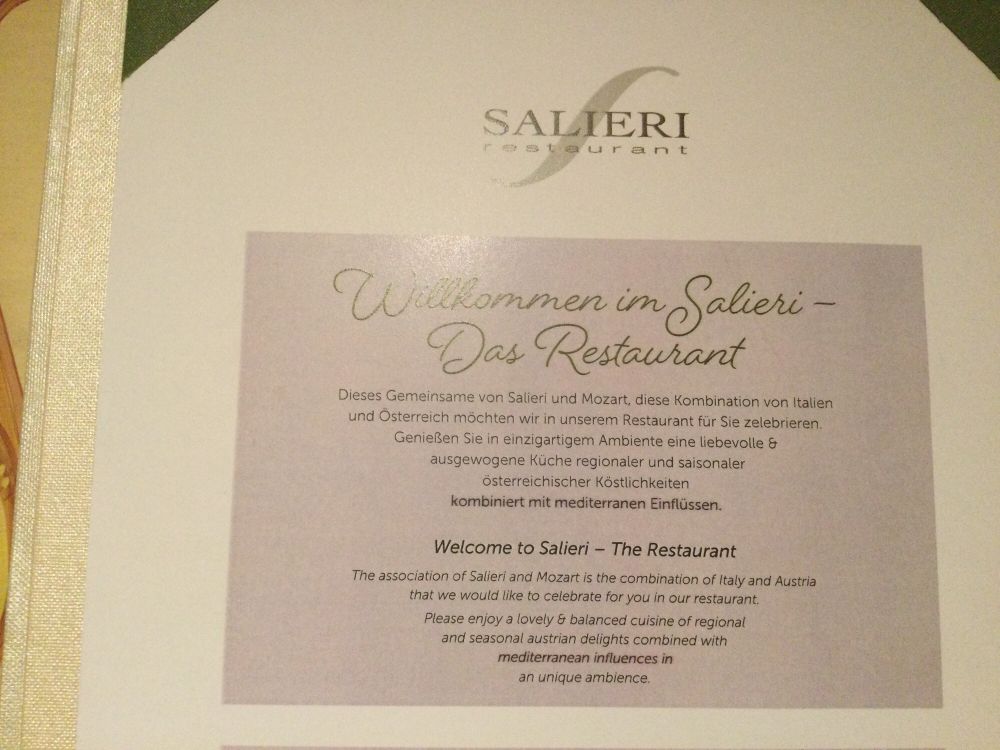 SALIERI
restaurant
Willkommen im Salieri –
Das Restaurant
Dieses Gemeinsame von Salieri und Mozart, diese Kombination von Italien
und Österreich möchten wir in unserem Restaurant für Sie zelebrieren.
Genießen Sie in einzigartigem Ambiente eine liebevolle &
ausgewogene Küche regionaler und saisonaler
österreichischer Köstlichkeiten
kombiniert mit mediterranen Einflüssen.
Welcome to Salieri – The Restaurant
The association of Salieri and Mozart is the combination of Italy and Austria
that we would like to celebrate for you in our restaurant.
Please enjoy a lovely & balanced cuisine of regional
and seasonal austrian delights combined with
mediterranean influences in
an unique ambience.